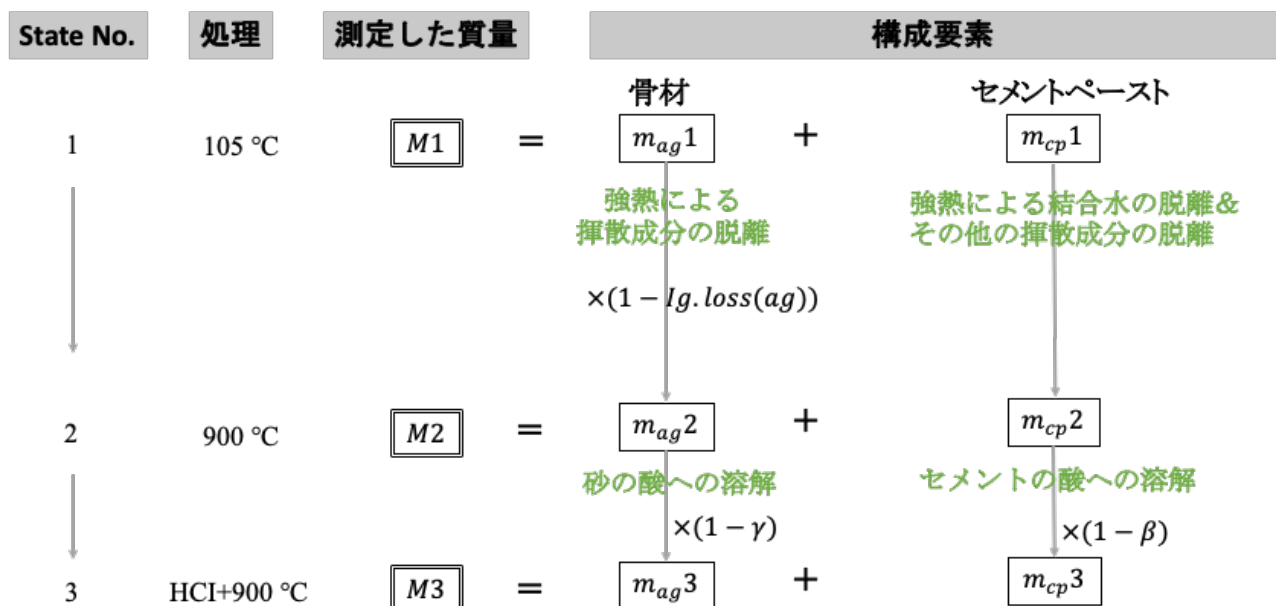 State No. 処理 測定した質量 構成要素
骨材 セメントペースト
1 105 ℃ M1 = m_ag1 + m_cp1
強熱による
揮散成分の脱離
強熱による結合水の脱離&
その他の揮散成分の脱離
×(1 − Ig.loss(ag))
2 900 ℃ M2 = m_ag2 + m_cp2
砂の酸への溶解 セメントの酸への溶解
×(1 − γ) ×(1 − β)
3 HCI+900 ℃ M3 = m_ag3 + m_cp3